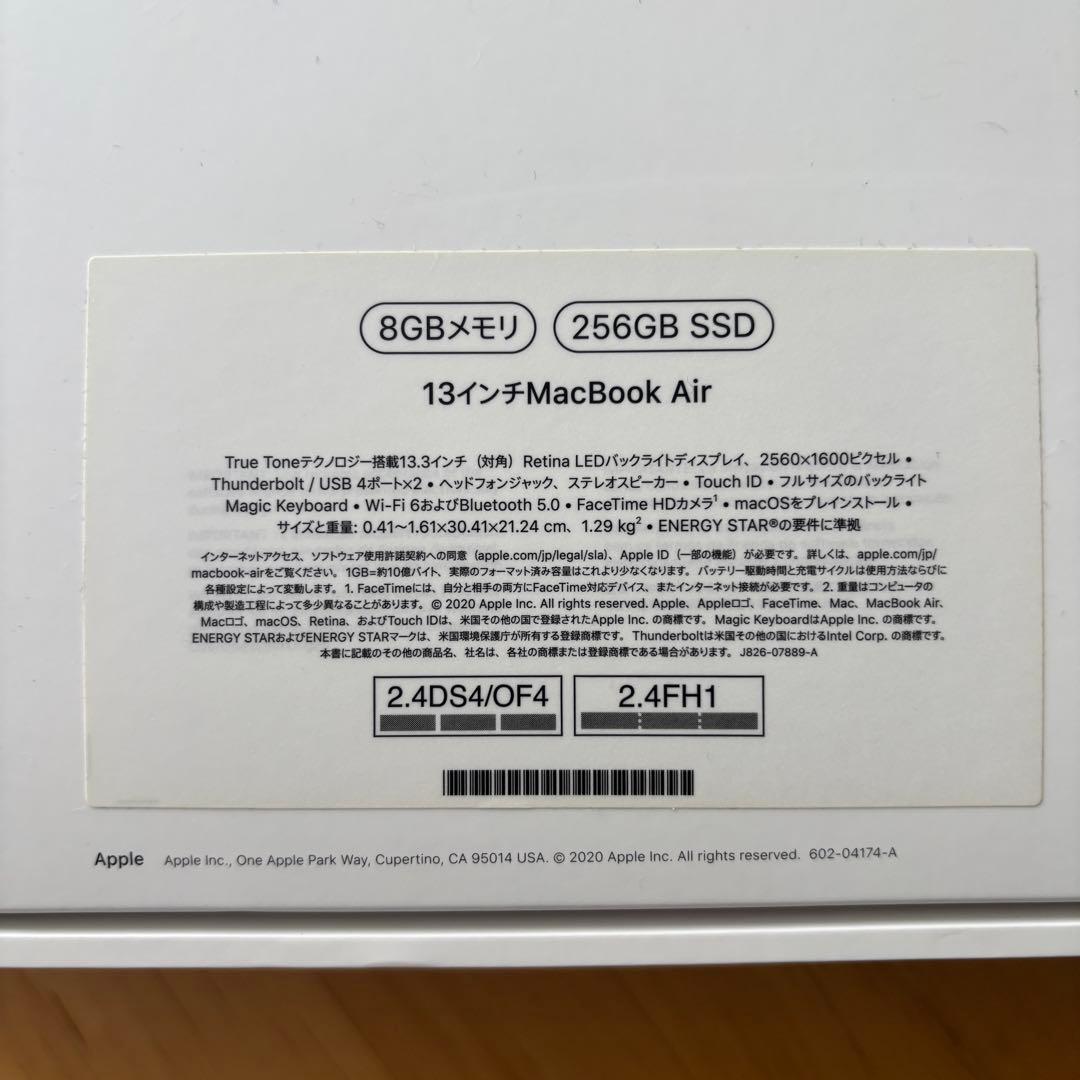 8GBメモリ 256GB SSD
13インチMacBook Air
True Toneテクノロジー搭載13.3インチ（対角）Retina LEDバックライトディスプレイ、2560×1600ピクセル •
Thunderbolt / USB 4ポート×2 • ヘッドフォンジャック、ステレオスピーカー • Touch ID • フルサイズのバックライト
Magic Keyboard • Wi-Fi 6およびBluetooth 5.0 • FaceTime HDカメラ¹ • macOSをプレインストール •
サイズと重量: 0.41〜1.61×30.41×21.24 cm、1.29 kg² • ENERGY STAR®の要件に準拠
インターネットアクセス、ソフトウェア使用許諾契約への同意（apple.com/jp/legal/sla）、Apple ID（一部の機能）が必要です。詳しくは、apple.com/jp/
macbook-airをご覧ください。1GB=約10億バイト、実際のフォーマット済み容量はこれより少なくなります。バッテリー駆動時間と充電サイクルは使用方法ならびに
各種設定によって変動します。1. FaceTimeには、自分と相手の両方にFaceTime対応デバイス、またインターネット接続が必要です。2. 重量はコンピュータの
構成や製造工程によって多少異なることがあります。© 2020 Apple Inc. All rights reserved. Apple、Appleロゴ、FaceTime、Mac、MacBook Air、
Macロゴ、macOS、Retina、およびTouch IDは、米国その他の国で登録されたApple Inc. の商標です。Magic KeyboardはApple Inc. の商標です。
ENERGY STARおよびENERGY STARマークは、米国環境保護庁が所有する登録商標です。Thunderboltは米国その他の国におけるIntel Corp. の商標です。
本書に記載のその他の商品名、社名は、各社の商標または登録商標である場合があります。J826-07889-A
2.4DS4/OF4 2.4FH1
Apple Apple Inc., One Apple Park Way, Cupertino, CA 95014 USA. © 2020 Apple Inc. All rights reserved. 602-04174-A